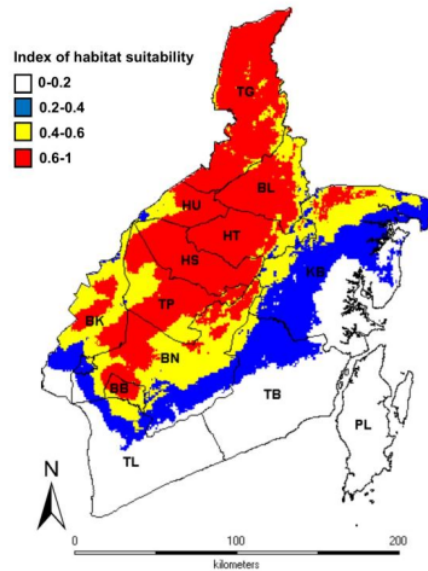 Index of habitat suitability
0-0.2
0.2-0.4
0.4-0.6
0.6-1
TG
BL
HU
HT
HS
KB
TP
BK
BN
BB
TB
PL
TL
N
0 100 200
kilometers